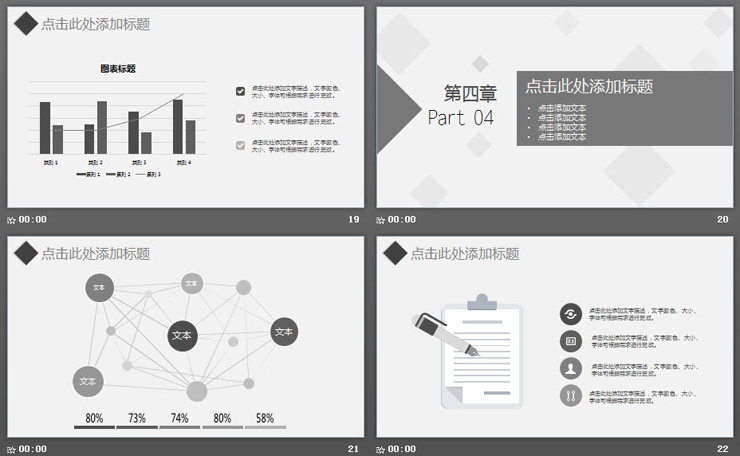 点击此处添加标题
图表标题
类别 1 类别 2 类别 3 类别 4
系列 1 系列 2 系列 3
点击此处添加文字描述,文字颜色、
大小、字体可根据需求进行更改。
点击此处添加文字描述,文字颜色、
大小、字体可根据需求进行更改。
点击此处添加文字描述,文字颜色、
大小、字体可根据需求进行更改。
00:00
19
第四章
Part 04
点击此处添加标题
• 点击添加文本
• 点击添加文本
• 点击添加文本
• 点击添加文本
00:00
20
点击此处添加标题
文本
文本
文本
文本
文本
80% 73% 74% 80% 58%
00:00
21
点击此处添加标题
点击此处添加文字描述,文字颜色、大小、
字体可根据需求进行更改。
点击此处添加文字描述,文字颜色、大小、
字体可根据需求进行更改。
点击此处添加文字描述,文字颜色、大小、
字体可根据需求进行更改。
点击此处添加文字描述,文字颜色、大小、
字体可根据需求进行更改。
00:00
22